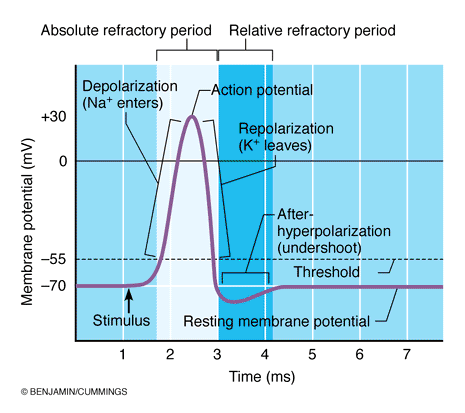 Absolute refractory period Relative refractory period
Depolarization
(Na⁺ enters)
Action potential
+30
Repolarization
(K⁺ leaves)
0
After-
hyperpolarization
(undershoot)
Membrane potential (mV)
–55
Threshold
–70
Stimulus
Resting membrane potential
1 2 3 4 5 6 7
Time (ms)
© BENJAMIN/CUMMINGS